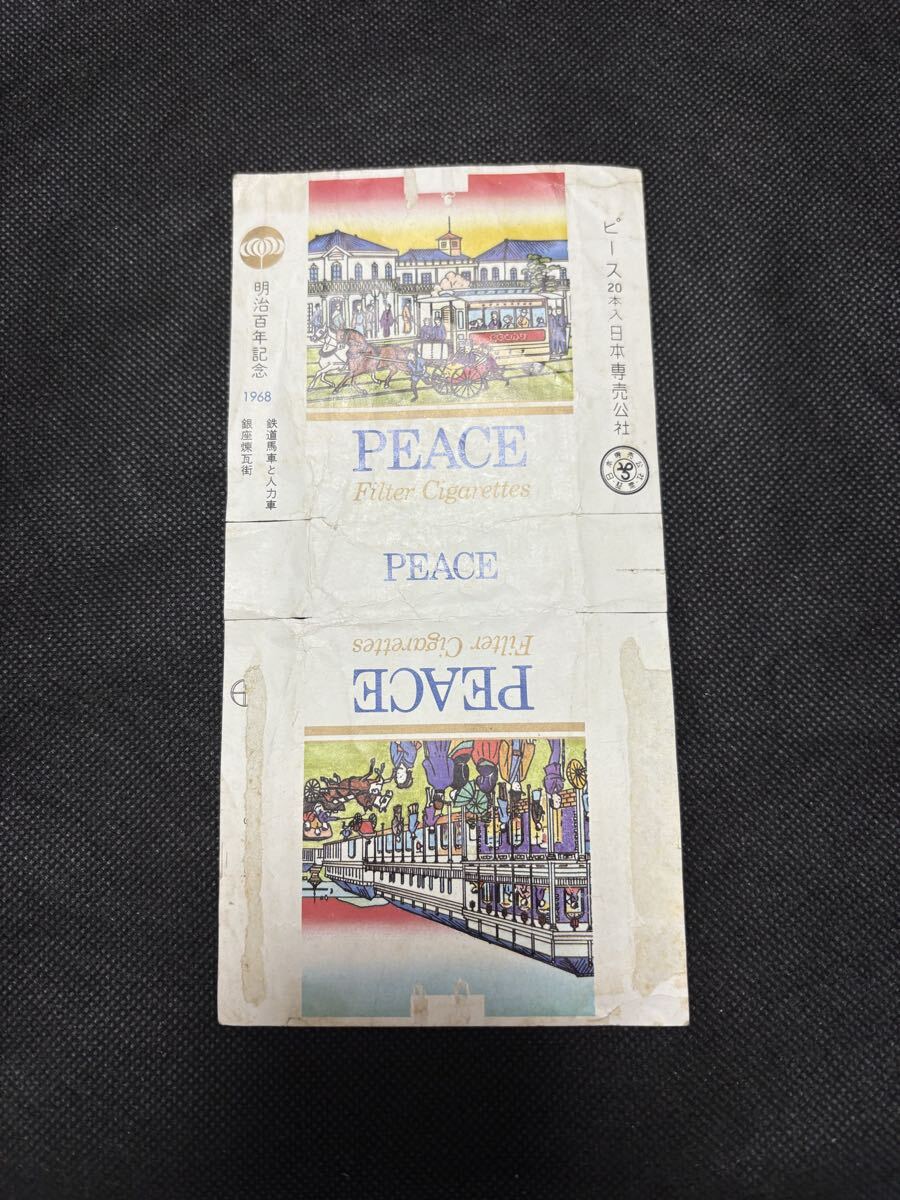 明治百年記念
1968
鉄道馬車と人力車
銀座煉瓦街
PEACE
Filter Cigarettes
ピース20本入日本専売公社
PEACE
Filter Cigarettes
PEACE